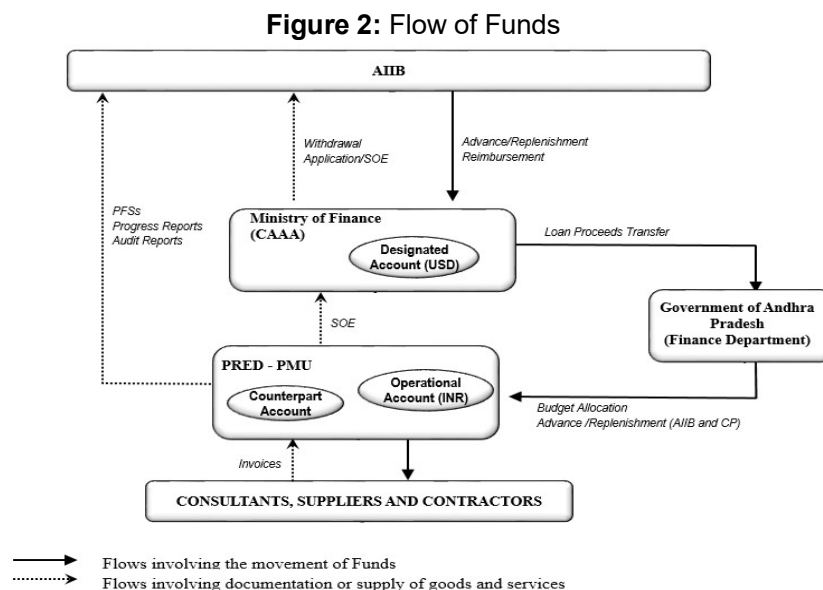 Figure 2: Flow of Funds
AIIB
Withdrawal
Application/SOE
Advance/Replenishment
Reimbursement
PFSs
Progress Reports
Audit Reports
Ministry of Finance
(CAAA)
Designated
Account (USD)
Loan Proceeds Transfer
Government of Andhra
Pradesh
(Finance Department)
SOE
PRED - PMU
Counterpart
Account
Operational
Account (INR)
Budget Allocation
Advance /Replenishment (AIIB and CP)
Invoices
CONSULTANTS, SUPPLIERS AND CONTRACTORS
Flows involving the movement of Funds
Flows involving documentation or supply of goods and services